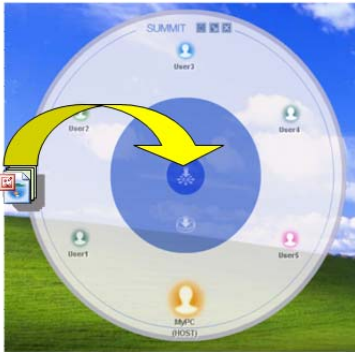 SUMMIT
User3
User2
User4
User1
User5
MyPC
(HOST)